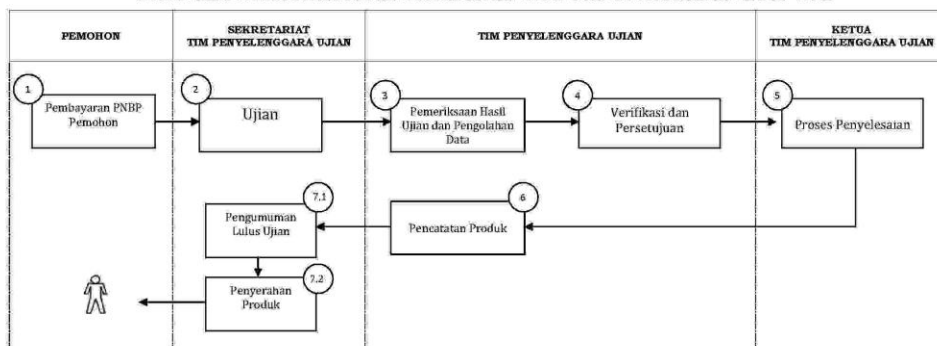 PEMOHON
SEKRETARIAT
TIM PENYELENGGARA UJIAN
TIM PENYELENGGARA UJIAN
KETUA
TIM PENYELENGGARA UJIAN
1
Pembayaran PNBP
Pemohon
2
Ujian
3
Pemeriksaan Hasil
Ujian dan Pengolahan
Data
4
Verifikasi dan
Persetujuan
5
Proses Penyelesaian
6
Pencatatan Produk
7.1
Pengumuman
Lulus Ujian
7.2
Penyerahan
Produk